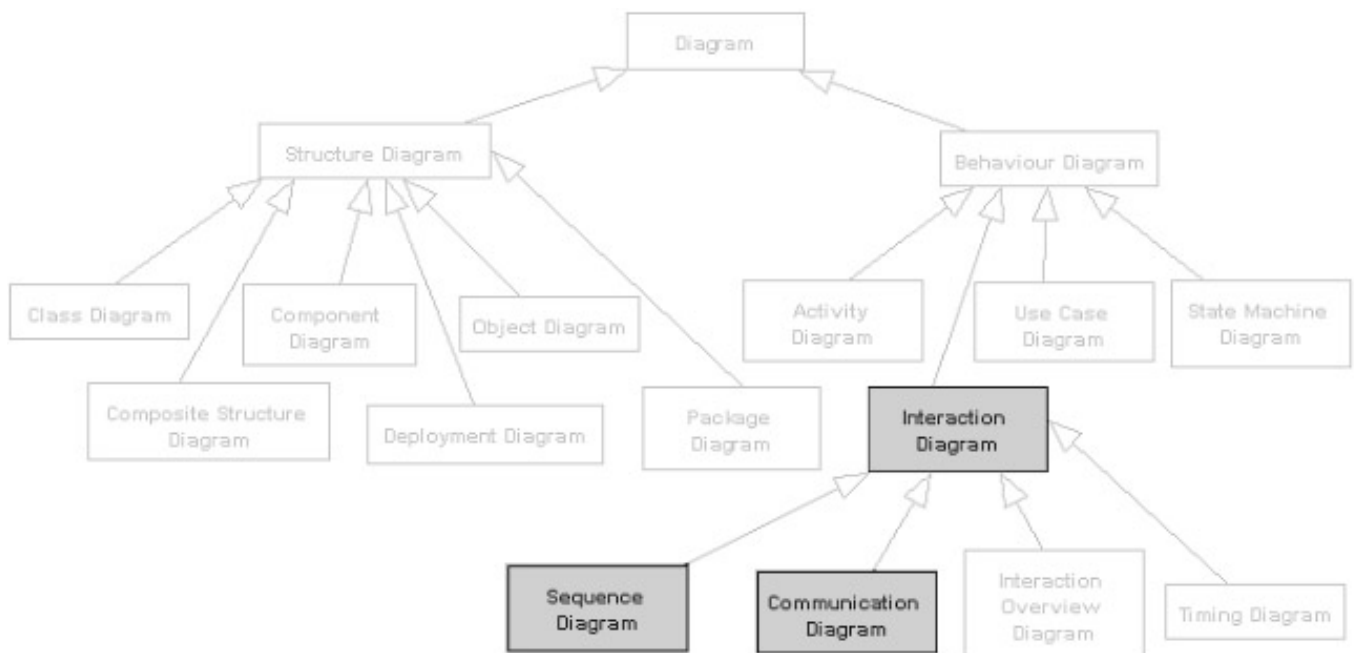 Diagram
Structure Diagram
Behaviour Diagram
Class Diagram
Component
Diagram
Object Diagram
Activity
Diagram
Use Case
Diagram
State Machine
Diagram
Composite Structure
Diagram
Deployment Diagram
Package
Diagram
Interaction
Diagram
Sequence
Diagram
Communication
Diagram
Interaction
Overview
Diagram
Timing Diagram